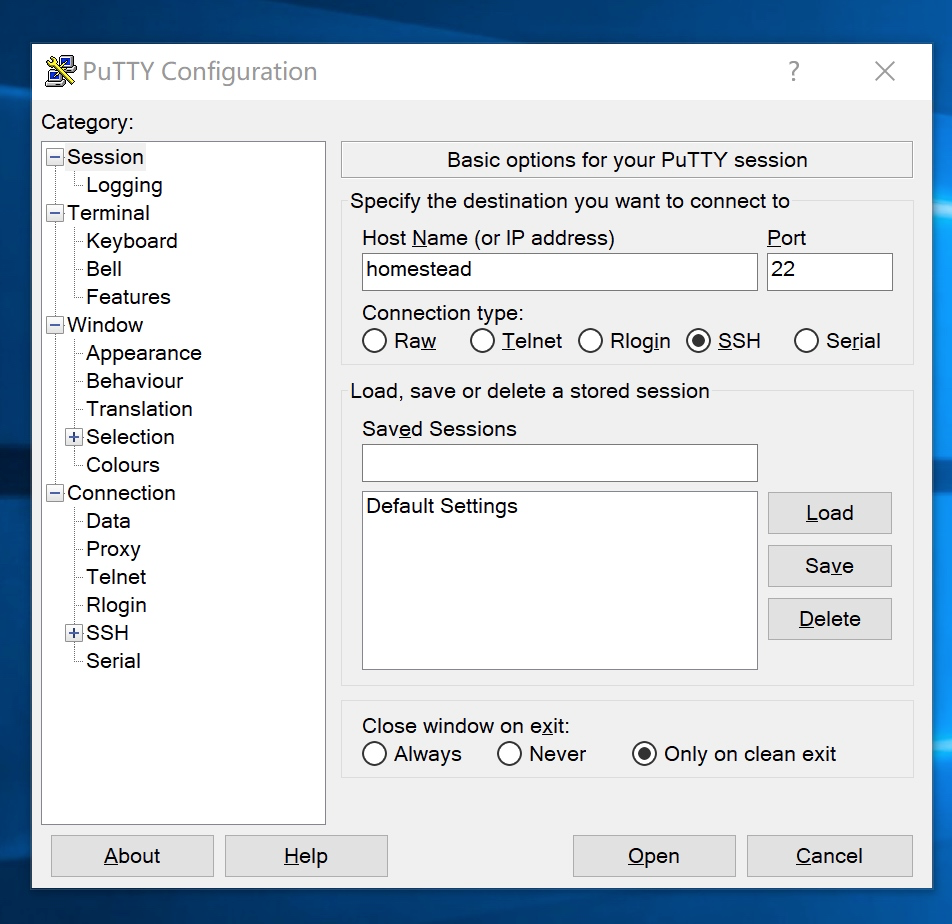 PuTTY Configuration
?
Category:
Session
Logging
Terminal
Keyboard
Bell
Features
Window
Appearance
Behaviour
Translation
Selection
Colours
Connection
Data
Proxy
Telnet
Rlogin
SSH
Serial
Basic options for your PuTTY session
Specify the destination you want to connect to
Host Name (or IP address) Port
homestead 22
Connection type:
Raw Telnet Rlogin SSH Serial
Load, save or delete a stored session
Saved Sessions
Default Settings
Load
Save
Delete
Close window on exit:
Always Never Only on clean exit
About Help Open Cancel